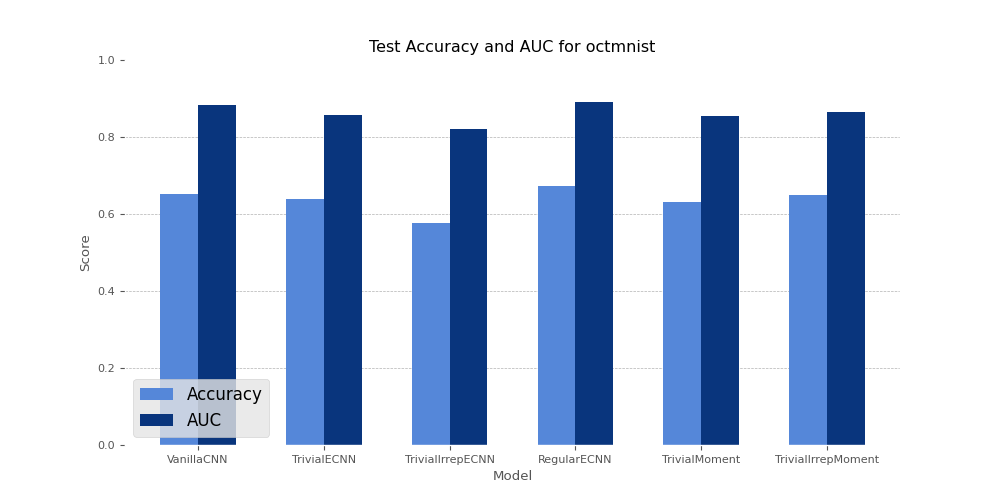 Test Accuracy and AUC for octmnist
1.0
0.8
0.6
0.4
0.2
0.0
Score
Accuracy
AUC
VanillaCNN TrivialECNN TrivialIrrepECNN RegularECNN TrivialMoment TrivialIrrepMoment
Model